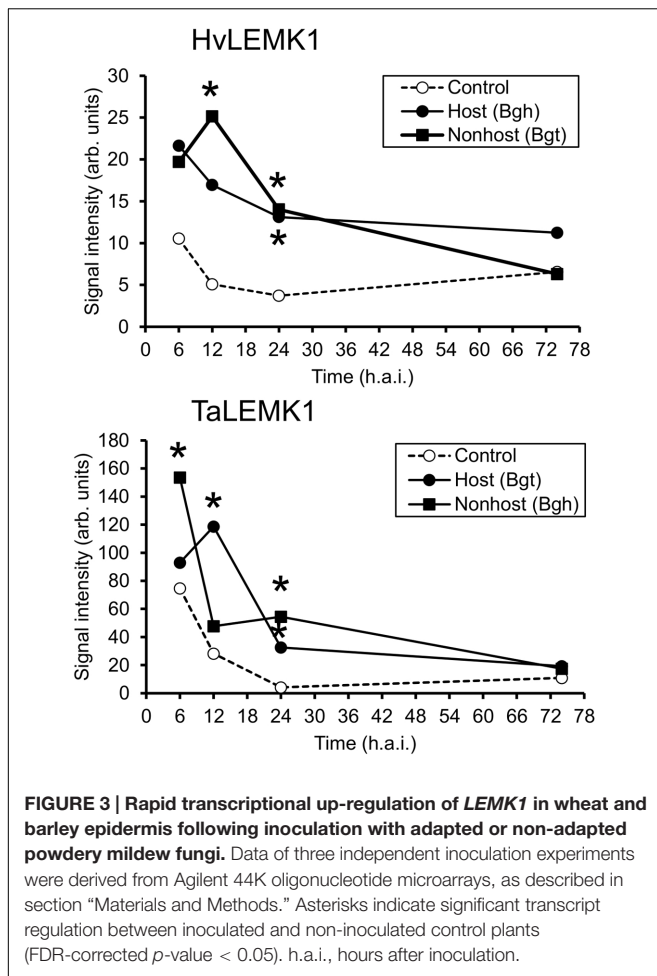 HvLEMK1
30
25
20
15
10
5
0
Signal intensity (arb. units)
*
*
*
Control
Host (Bgh)
Nonhost (Bgt)
0 6 12 18 24 30 36 42 48 54 60 66 72 78
Time (h.a.i.)
TaLEMK1
180
160
140
120
100
80
60
40
20
0
Signal intensity (arb. units)
*
*
*
*
Control
Host (Bgt)
Nonhost (Bgh)
0 6 12 18 24 30 36 42 48 54 60 66 72 78
Time (h.a.i.)
FIGURE 3 | Rapid transcriptional up-regulation of LEMK1 in wheat and
barley epidermis following inoculation with adapted or non-adapted
powdery mildew fungi. Data of three independent inoculation experiments
were derived from Agilent 44K oligonucleotide microarrays, as described in
section “Materials and Methods.” Asterisks indicate significant transcript
regulation between inoculated and non-inoculated control plants
(FDR-corrected p-value < 0.05). h.a.i., hours after inoculation.